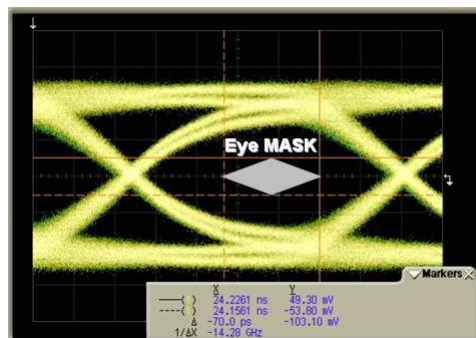 Eye MASK
Markers X
X Y
( ) 24.2261 ns 49.30 mV
( ) 24.1561 ns -53.80 mV
Δ -70.0 ps -103.10 mV
1/ΔX -14.28 GHz